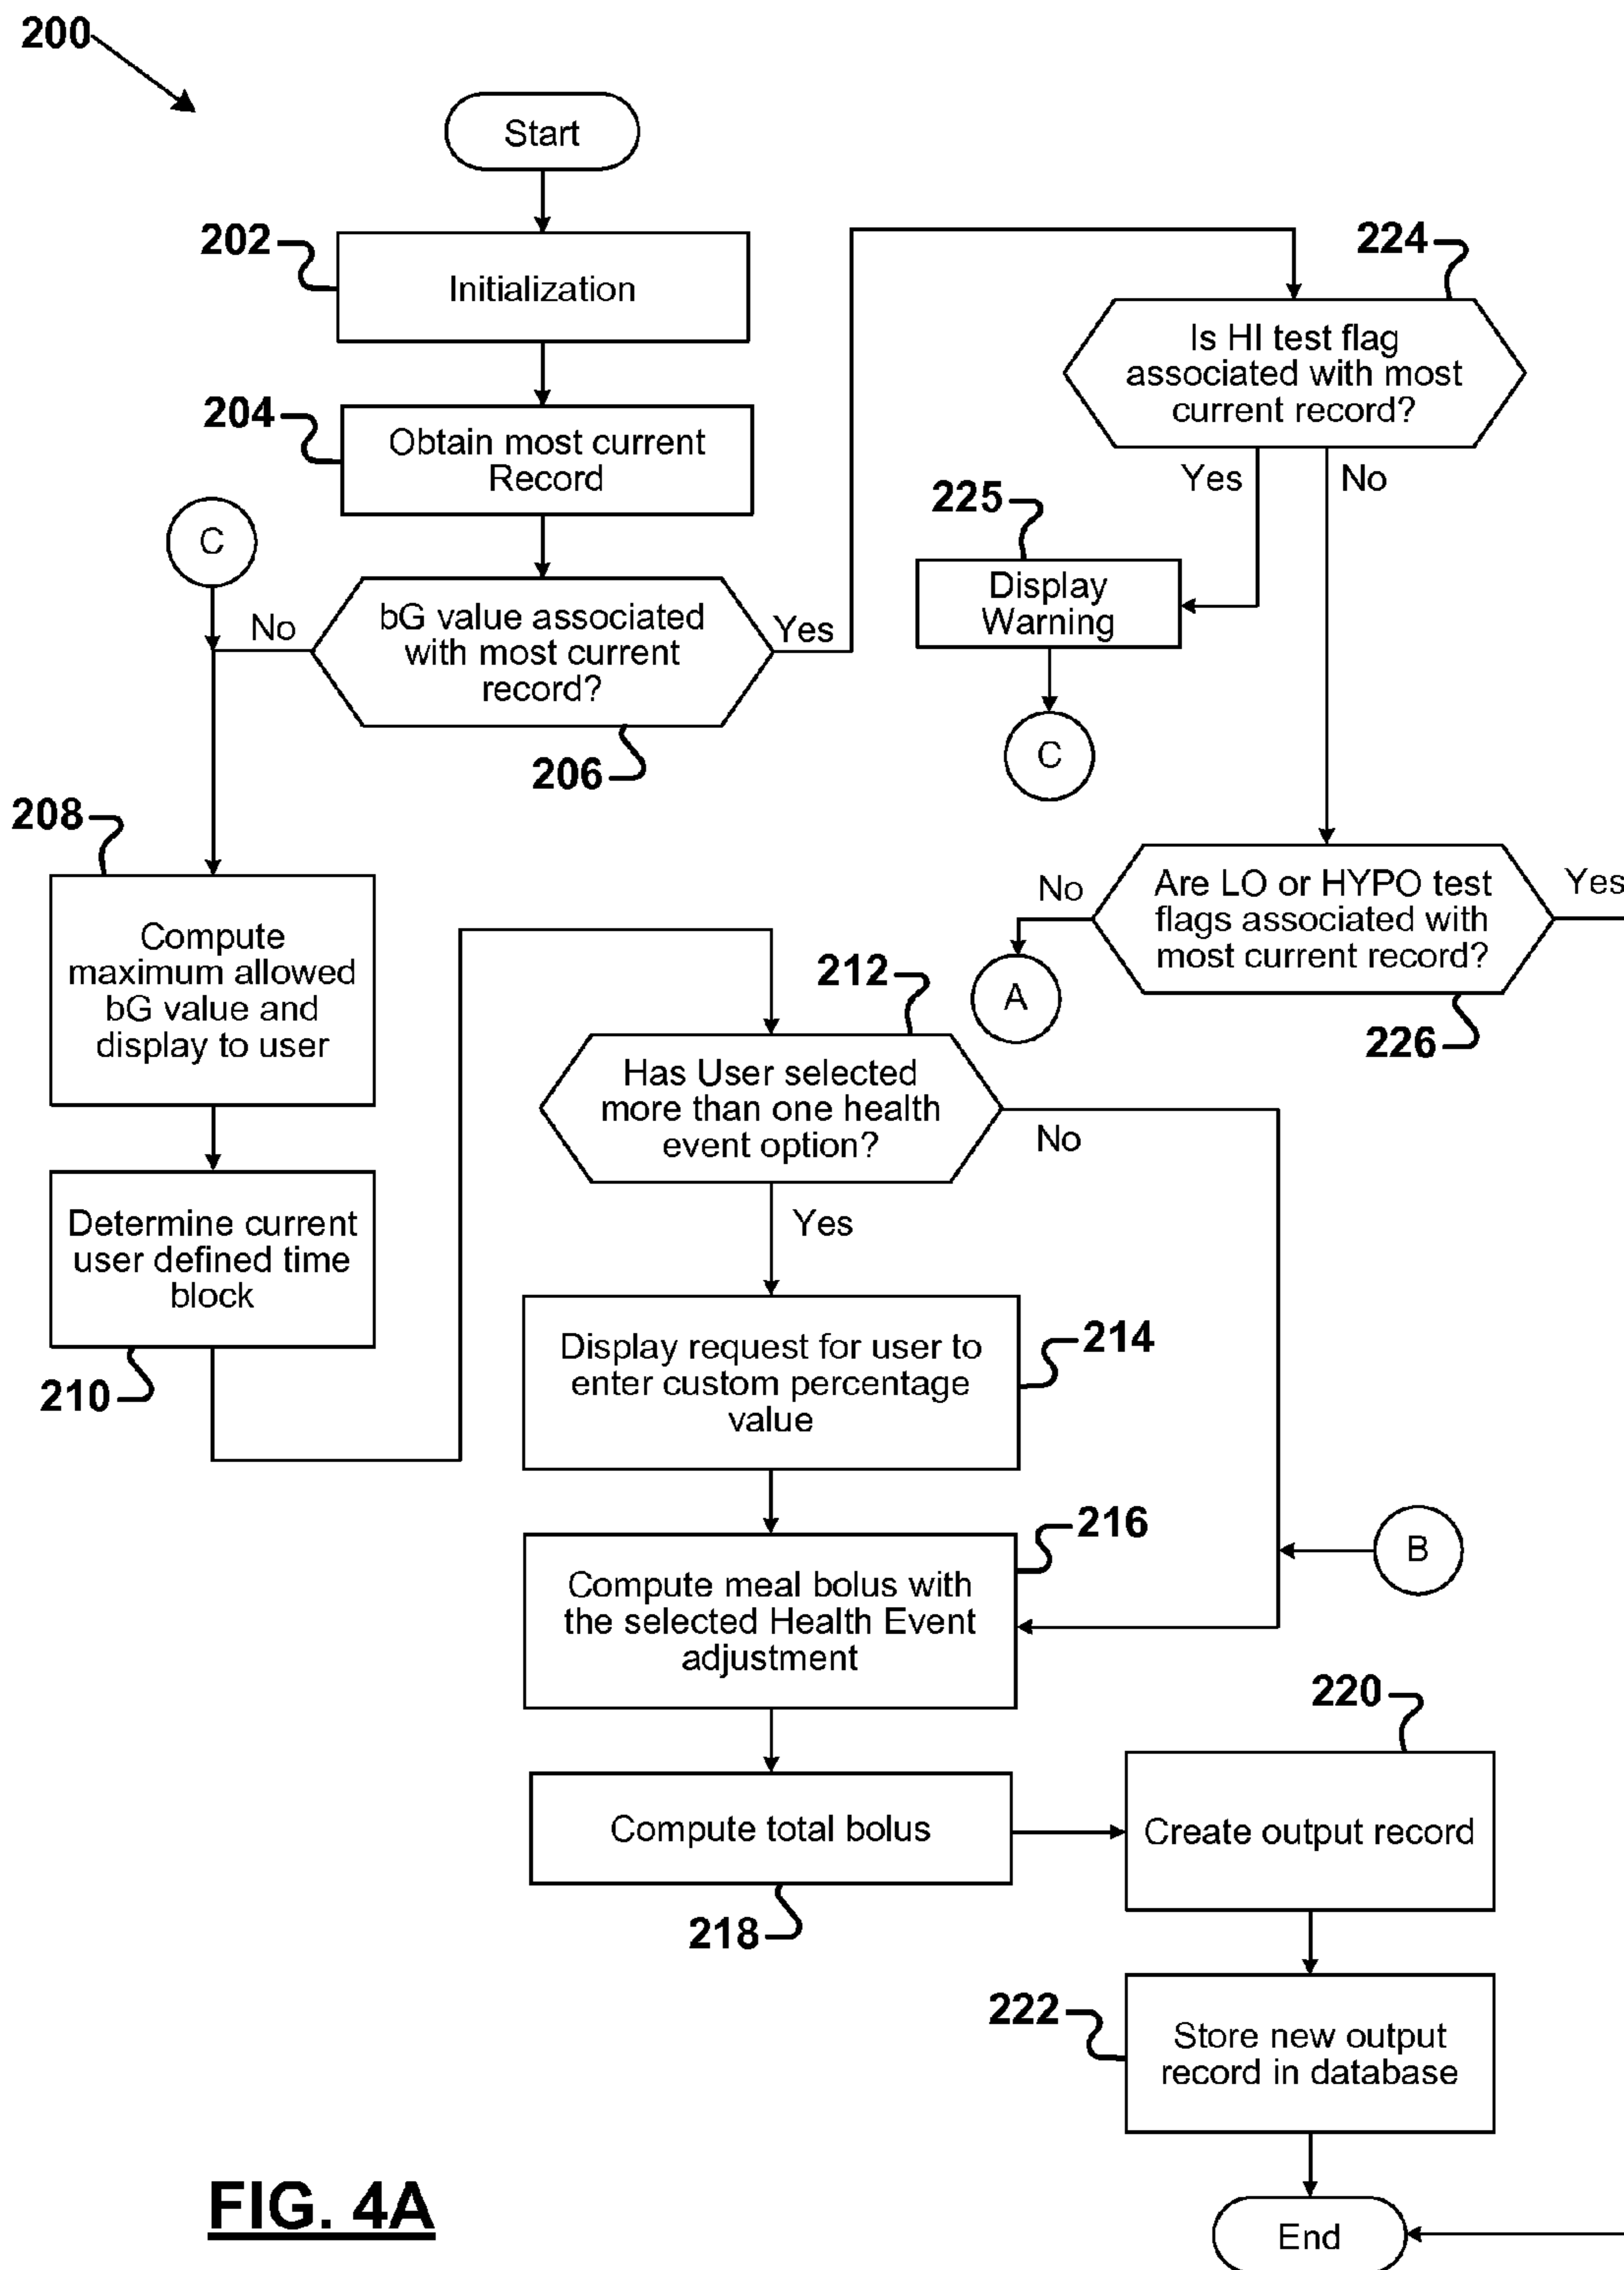 200
Start
202
Initialization
204
Obtain most current
Record
C
No
bG value associated
with most current
record?
Yes
206
224
Is HI test flag
associated with most
current record?
Yes
No
225
Display
Warning
C
208
Compute
maximum allowed
bG value and
display to user
No
Are LO or HYPO test
flags associated with
most current record?
Yes
A
226
212
Has User selected
more than one health
event option?
No
Yes
Determine current
user defined time
block
210
Display request for user to
enter custom percentage
value
214
216
Compute meal bolus with
the selected Health Event
adjustment
B
220
Compute total bolus
Create output record
218
222
Store new output
record in database
End
FIG. 4A